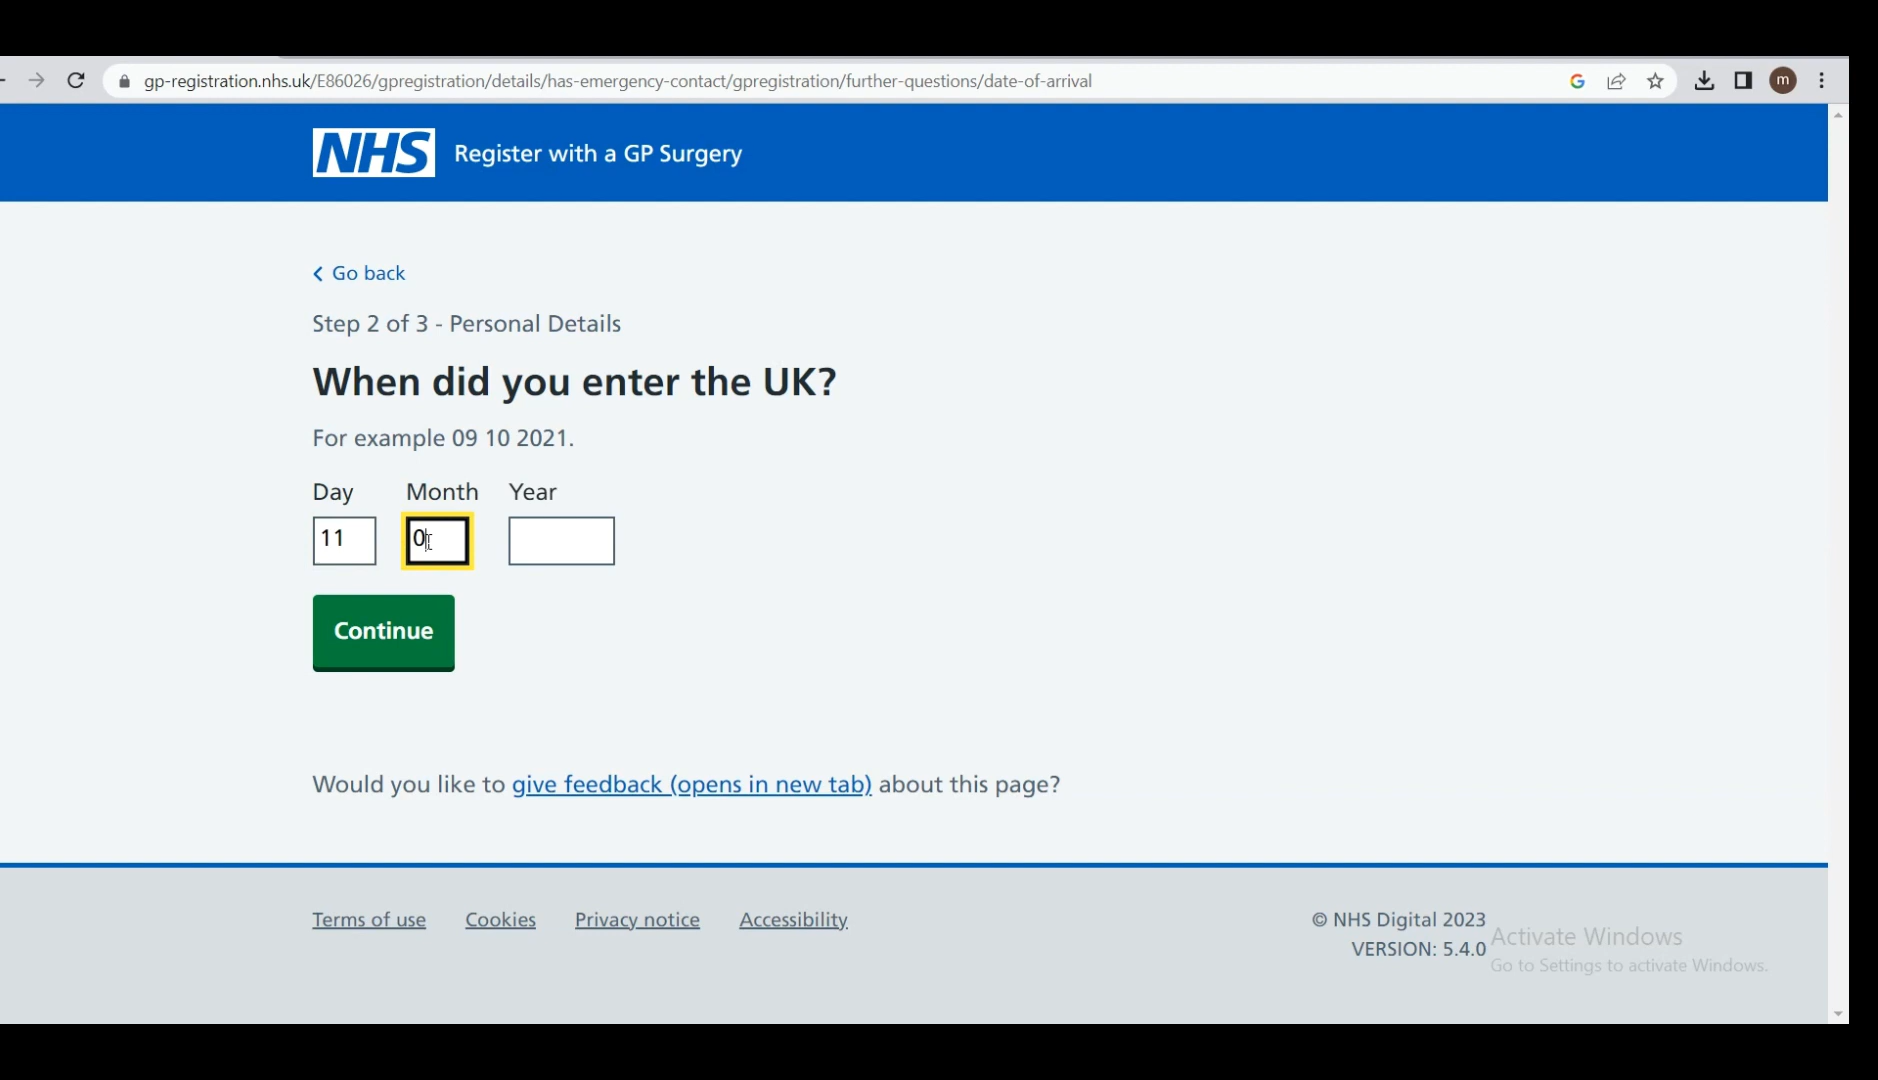 gp-registration.nhs.uk/E86026/gpregistration/details/has-emergency-contact/gpregistration/further-questions/date-of-arrival
G
m
NHS Register with a GP Surgery
Go back
Step 2 of 3 - Personal Details
When did you enter the UK?
For example 09 10 2021.
Day Month Year
11 0
Continue
Would you like to give feedback (opens in new tab) about this page?
Terms of use Cookies Privacy notice Accessibility
© NHS Digital 2023
VERSION: 5.4.0
Activate Windows
Go to Settings to activate Windows.